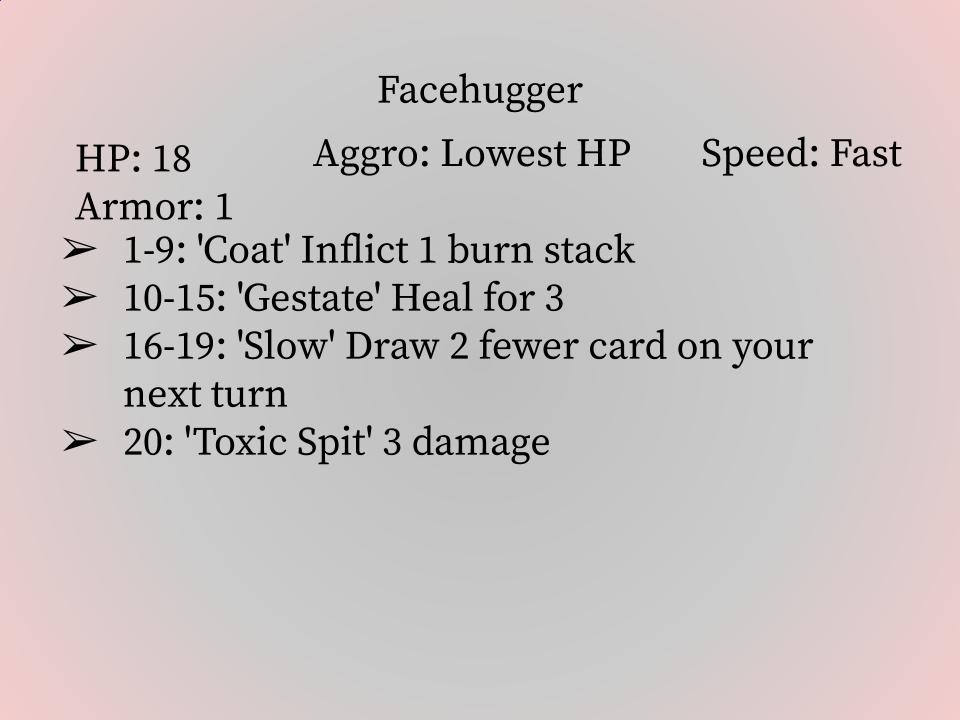 Facehugger
HP: 18
Aggro: Lowest HP
Speed: Fast
Armor: 1
➢ 1-9: 'Coat' Inflict 1 burn stack
➢ 10-15: 'Gestate' Heal for 3
➢ 16-19: 'Slow' Draw 2 fewer card on your
next turn
➢ 20: 'Toxic Spit' 3 damage